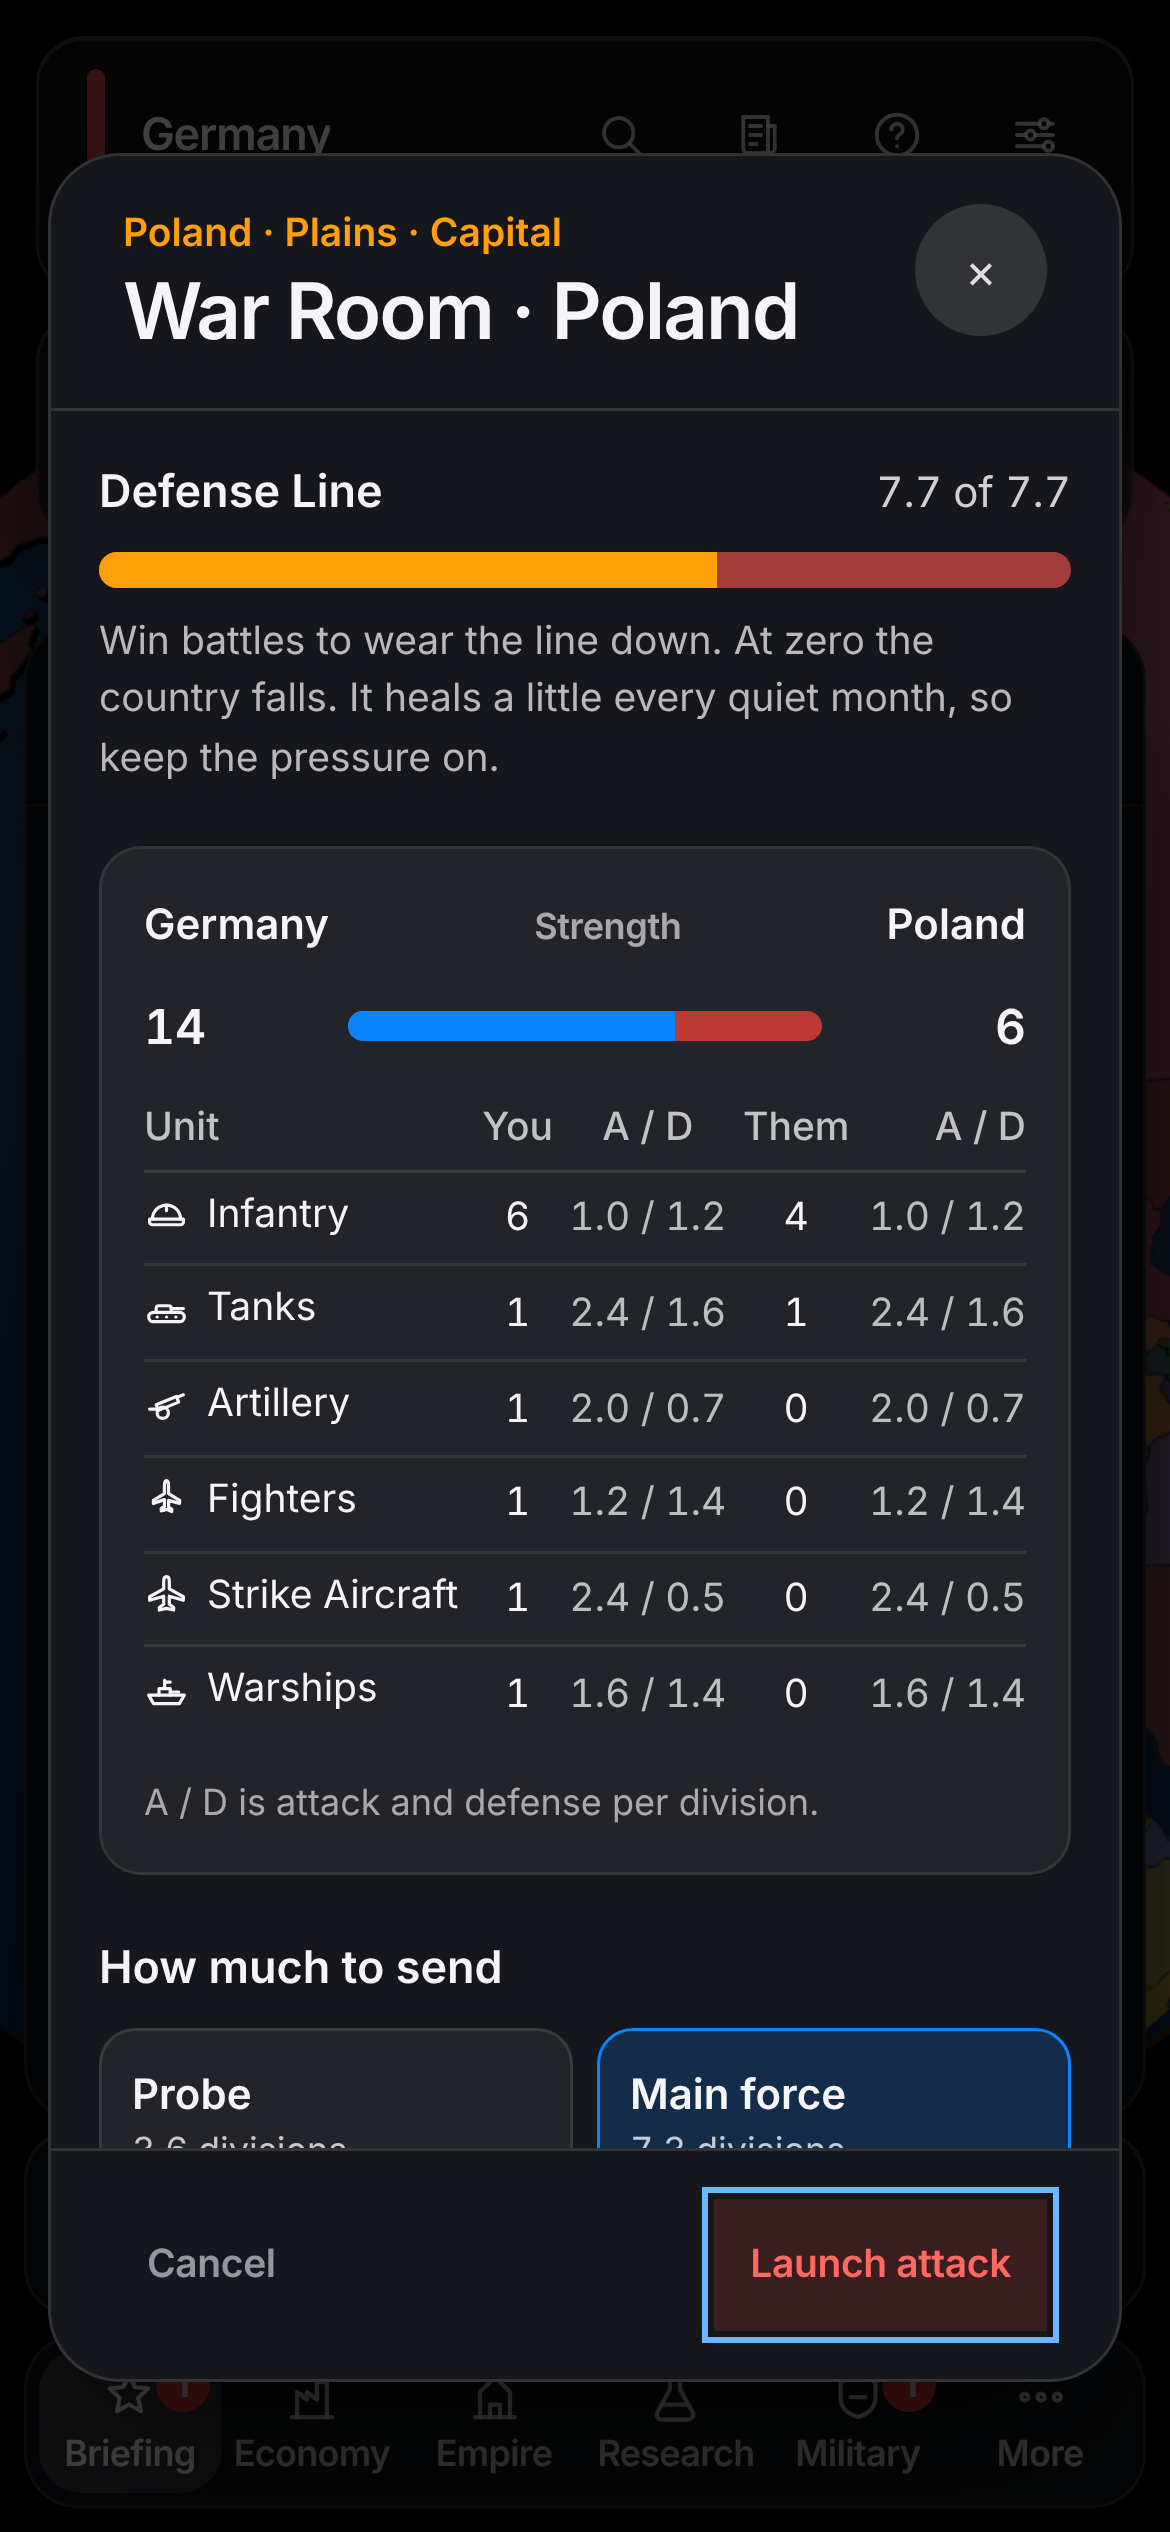 Germany
Poland · Plains · Capital
War Room · Poland
×
Defense Line 7.7 of 7.7
Win battles to wear the line down. At zero the
country falls. It heals a little every quiet month, so
keep the pressure on.
Germany Strength Poland
14 6
Unit You A / D Them A / D
Infantry 6 1.0 / 1.2 4 1.0 / 1.2
Tanks 1 2.4 / 1.6 1 2.4 / 1.6
Artillery 1 2.0 / 0.7 0 2.0 / 0.7
Fighters 1 1.2 / 1.4 0 1.2 / 1.4
Strike Aircraft 1 2.4 / 0.5 0 2.4 / 0.5
Warships 1 1.6 / 1.4 0 1.6 / 1.4
A / D is attack and defense per division.
How much to send
Probe Main force
divisions divisions
Cancel Launch attack
Briefing Economy Empire Research Military More